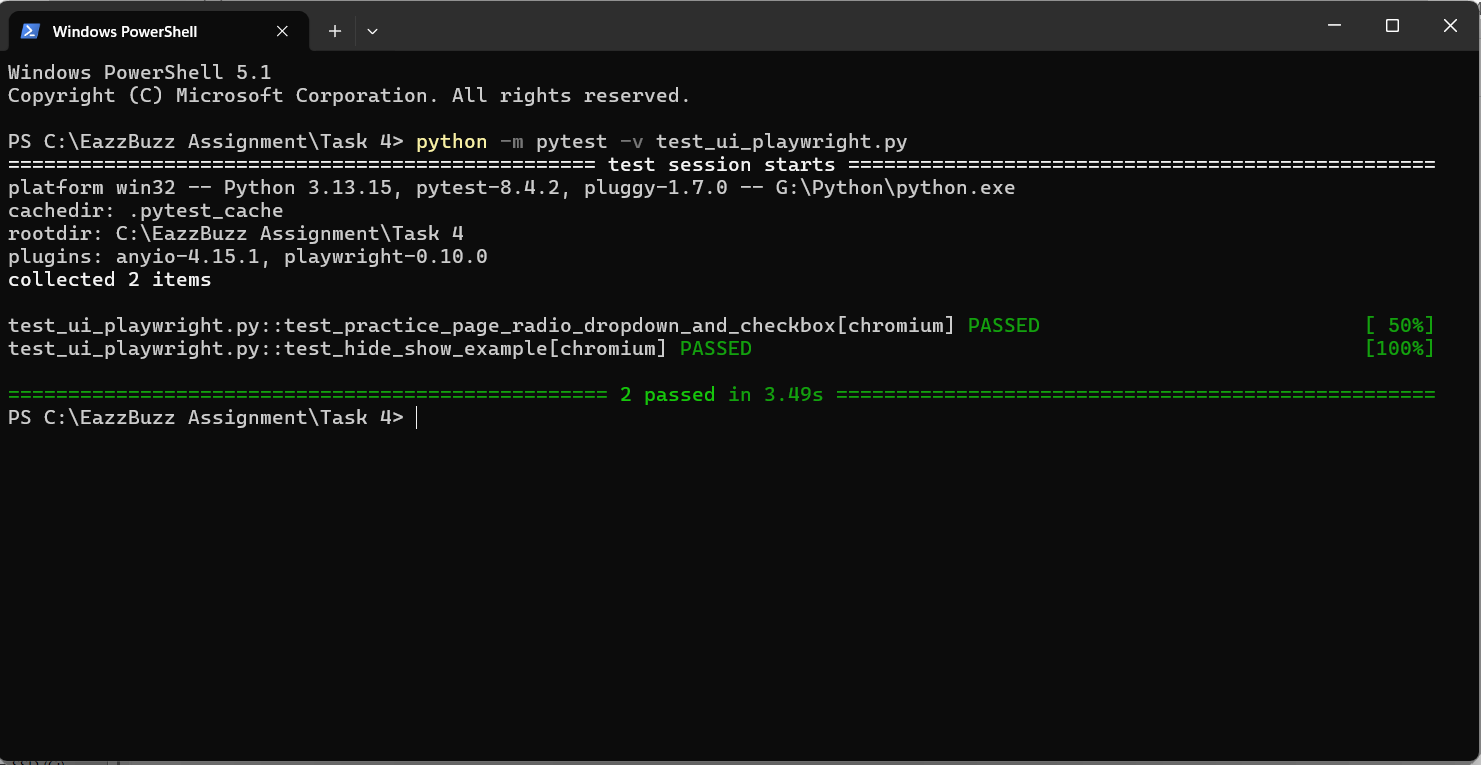 Windows PowerShell
Windows PowerShell 5.1
Copyright (C) Microsoft Corporation. All rights reserved.
PS C:\EazzBuzz Assignment\Task 4> python -m pytest -v test_ui_playwright.py
================================================= test session starts =================================================
platform win32 -- Python 3.13.15, pytest-8.4.2, pluggy-1.7.0 -- G:\Python\python.exe
cachedir: .pytest_cache
rootdir: C:\EazzBuzz Assignment\Task 4
plugins: anyio-4.15.1, playwright-0.10.0
collected 2 items
test_ui_playwright.py::test_practice_page_radio_dropdown_and_checkbox[chromium] PASSED [ 50%]
test_ui_playwright.py::test_hide_show_example[chromium] PASSED [100%]
================================================== 2 passed in 3.49s ==================================================
PS C:\EazzBuzz Assignment\Task 4>